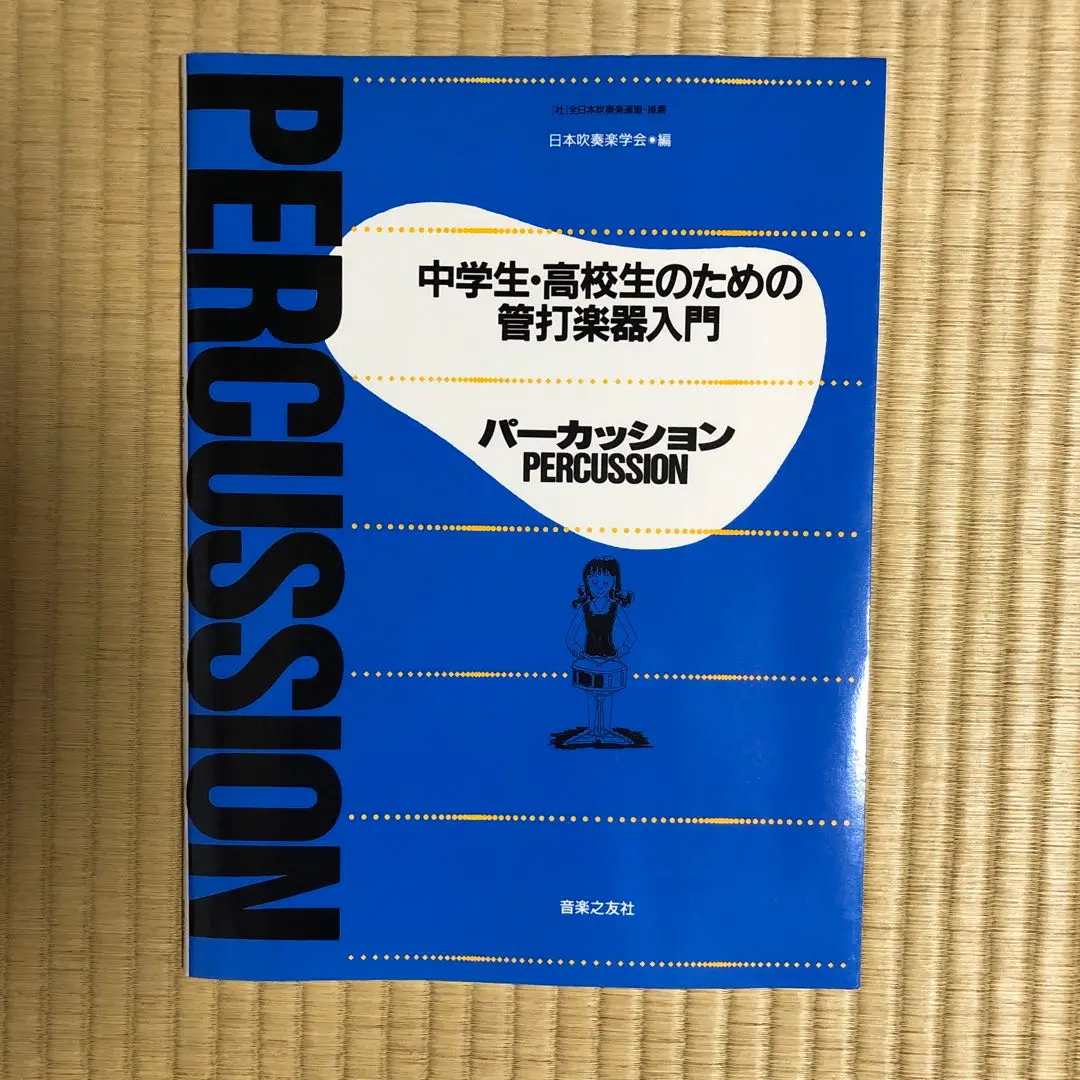 PERCUSSION
[社]全日本吹奏楽連盟・推薦
日本吹奏楽学会◉編
中学生・高校生のための
管打楽器入門
パーカッション
PERCUSSION
音楽之友社